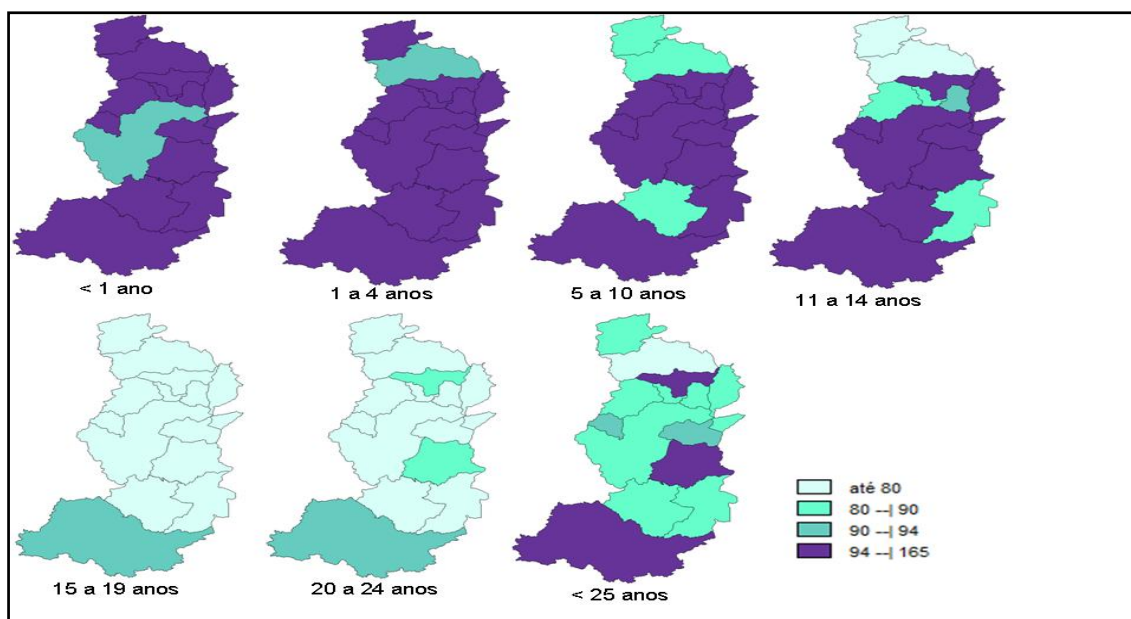 < 1 ano
1 a 4 anos
5 a 10 anos
11 a 14 anos
15 a 19 anos
20 a 24 anos
< 25 anos
até 80
80 --| 90
90 --| 94
94 --| 165